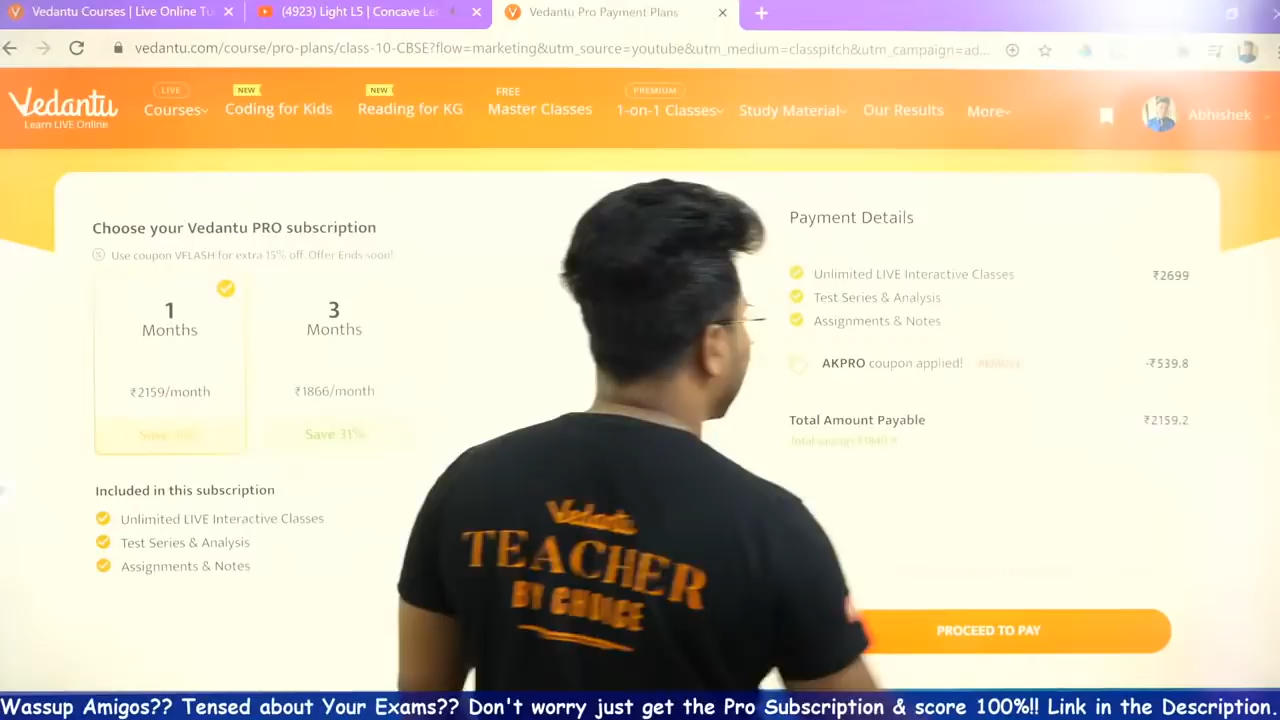 Vedantu Courses | Live Online Tu
(4923) Light L5 | Concave Le
Vedantu Pro Payment Plans
vedantu.com/course/pro-plans/class-10-CBSE?flow=marketing&utm_source=youtube&utm_medium=classpitch&utm_campaign=ad...
Vedantu
Learn LIVE Online
LIVE
Courses
NEW
Coding for Kids
NEW
Reading for KG
FREE
Master Classes
PREMIUM
1-on-1 Classes
Study Material
Our Results
More
Abhishek
Choose your Vedantu PRO subscription
Use coupon VFLASH for extra 15% off. Offer Ends soon!
1
Months
₹2159/month
3
Months
₹1866/month
Save 31%
Included in this subscription
Unlimited LIVE Interactive Classes
Test Series & Analysis
Assignments & Notes
Payment Details
Unlimited LIVE Interactive Classes ₹2699
Test Series & Analysis
Assignments & Notes
AKPRO coupon applied! REMOVE -₹539.8
Total Amount Payable ₹2159.2
PROCEED TO PAY
Vedantu
TEACHER
BY CHOICE
Wassup Amigos?? Tensed about Your Exams?? Don't worry just get the Pro Subscription & score 100%!! Link in the Description.